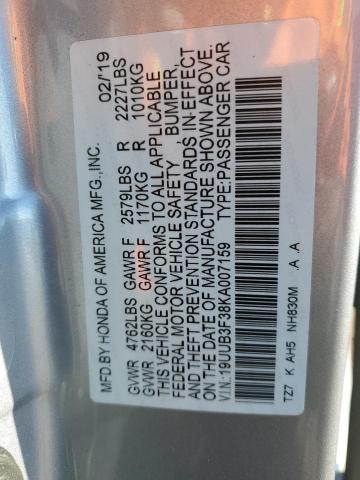 MFD.BY HONDA OF AMERICA MFG.,INC. 02/'19
GVWR 4762LBS GAWR F 2579LBS R 2227LBS
GVWR 2160KG GAWR F 1170KG R 1010KG
THIS VEHICLE CONFORMS TO ALL APPLICABLE
FEDERAL MOTOR VEHICLE SAFETY, BUMPER,
AND THEFT PREVENTION STANDARDS IN EFFECT
ON THE DATE OF MANUFACTURE SHOWN ABOVE.
V.I.N.:19UUB3F38KA007159 TYPE:PASSENGER CAR
TZ7 K AH5 NH830M A .A